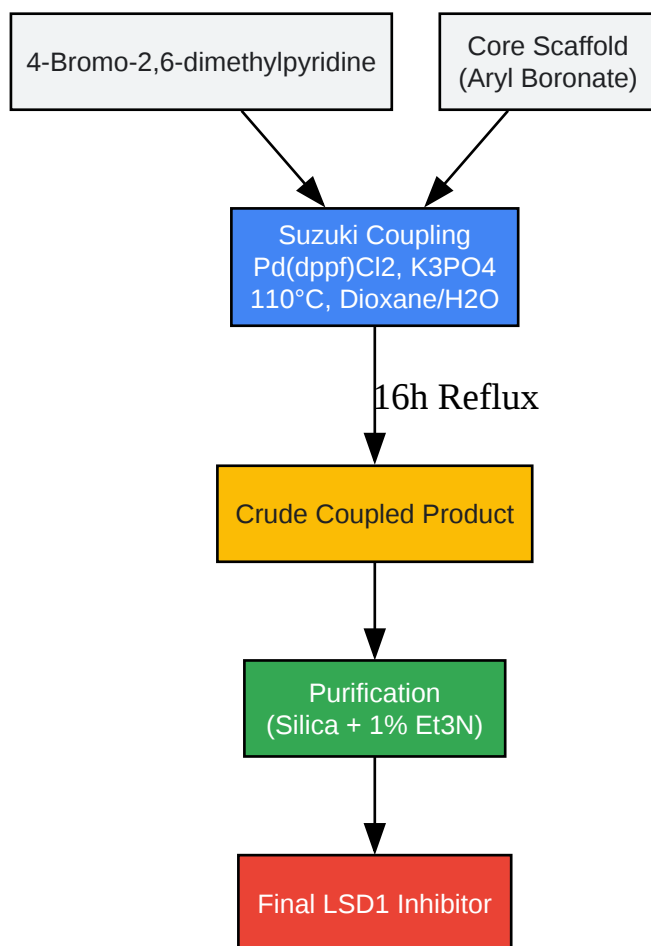 4-Bromo-2,6-dimethylpyridine
Core Scaffold
(Aryl Boronate)
Suzuki Coupling
Pd(dppf)Cl2, K3PO4
110°C, Dioxane/H2O
16h Reflux
Crude Coupled Product
Purification
(Silica + 1% Et3N)
Final LSD1 Inhibitor